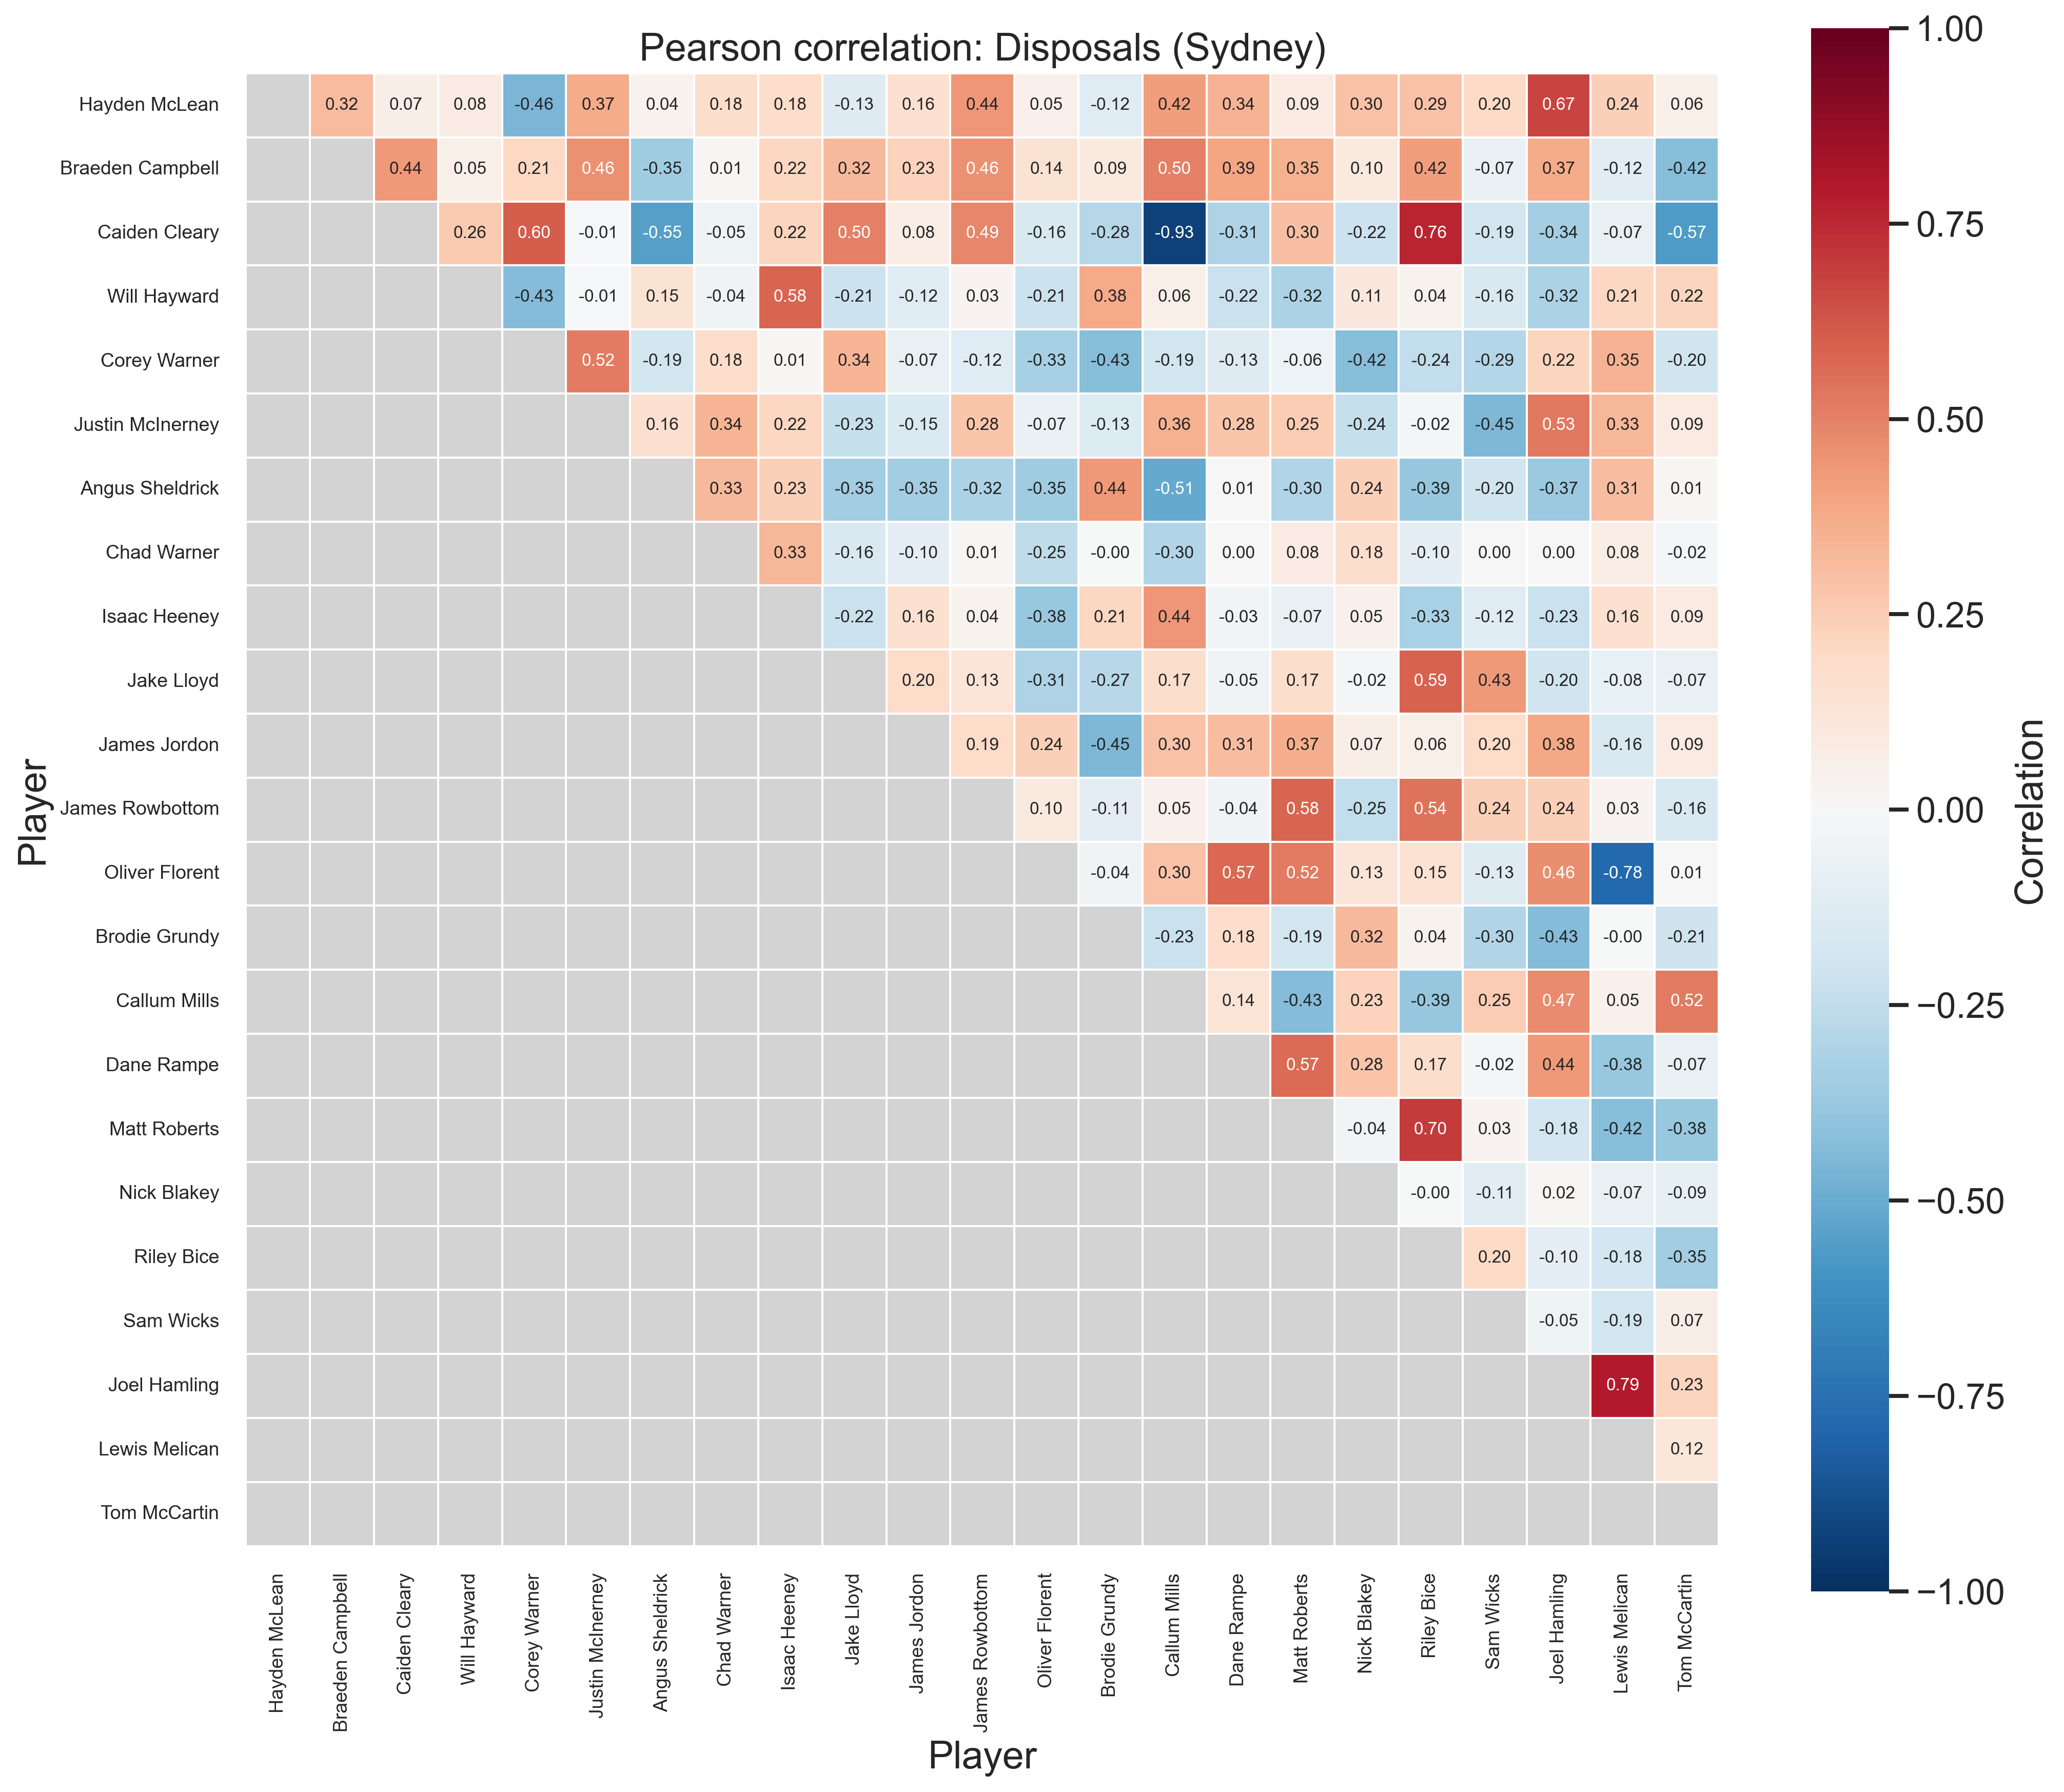 Pearson correlation: Disposals (Sydney)
Hayden McLean 0.32 0.07 0.08 -0.46 0.37 0.04 0.18 0.18 -0.13 0.16 0.44 0.05 -0.12 0.42 0.34 0.09 0.30 0.29 0.20 0.67 0.24 0.06
Braeden Campbell 0.44 0.05 0.21 0.46 -0.35 0.01 0.22 0.32 0.23 0.46 0.14 0.09 0.50 0.39 0.35 0.10 0.42 -0.07 0.37 -0.12 -0.42
Caiden Cleary 0.26 0.60 -0.01 -0.55 -0.05 0.22 0.50 0.08 0.49 -0.16 -0.28 -0.93 -0.31 0.30 -0.22 0.76 -0.19 -0.34 -0.07 -0.57
Will Hayward -0.43 -0.01 0.15 -0.04 0.58 -0.21 -0.12 0.03 -0.21 0.38 0.06 -0.22 -0.32 0.11 0.04 -0.16 -0.32 0.21 0.22
Corey Warner 0.52 -0.19 0.18 0.01 0.34 -0.07 -0.12 -0.33 -0.43 -0.19 -0.13 -0.06 -0.42 -0.24 -0.29 0.22 0.35 -0.20
Justin McInerney 0.16 0.34 0.22 -0.23 -0.15 0.28 -0.07 -0.13 0.36 0.28 0.25 -0.24 -0.02 -0.45 0.53 0.33 0.09
Angus Sheldrick 0.33 0.23 -0.35 -0.35 -0.32 -0.35 0.44 -0.51 0.01 -0.30 0.24 -0.39 -0.20 -0.37 0.31 0.01
Chad Warner 0.33 -0.16 -0.10 0.01 -0.25 -0.00 -0.30 0.00 0.08 0.18 -0.10 0.00 0.00 0.08 -0.02
Isaac Heeney -0.22 0.16 0.04 -0.38 0.21 0.44 -0.03 -0.07 0.05 -0.33 -0.12 -0.23 0.16 0.09
Jake Lloyd 0.20 0.13 -0.31 -0.27 0.17 -0.05 0.17 -0.02 0.59 0.43 -0.20 -0.08 -0.07
James Jordon 0.19 0.24 -0.45 0.30 0.31 0.37 0.07 0.06 0.20 0.38 -0.16 0.09
James Rowbottom 0.10 -0.11 0.05 -0.04 0.58 -0.25 0.54 0.24 0.24 0.03 -0.16
Oliver Florent -0.04 0.30 0.57 0.52 0.13 0.15 -0.13 0.46 -0.78 0.01
Brodie Grundy -0.23 0.18 -0.19 0.32 0.04 -0.30 -0.43 -0.00 -0.21
Callum Mills 0.14 -0.43 0.23 -0.39 0.25 0.47 0.05 0.52
Dane Rampe 0.57 0.28 0.17 -0.02 0.44 -0.38 -0.07
Matt Roberts -0.04 0.70 0.03 -0.18 -0.42 -0.38
Nick Blakey -0.00 -0.11 0.02 -0.07 -0.09
Riley Bice 0.20 -0.10 -0.18 -0.35
Sam Wicks -0.05 -0.19 0.07
Joel Hamling 0.79 0.23
Lewis Melican 0.12
Tom McCartin
Player
Hayden McLean
Braeden Campbell
Caiden Cleary
Will Hayward
Corey Warner
Justin McInerney
Angus Sheldrick
Chad Warner
Isaac Heeney
Jake Lloyd
James Jordon
James Rowbottom
Oliver Florent
Brodie Grundy
Callum Mills
Dane Rampe
Matt Roberts
Nick Blakey
Riley Bice
Sam Wicks
Joel Hamling
Lewis Melican
Tom McCartin
Player
1.00
0.75
0.50
0.25
0.00
−0.25
−0.50
−0.75
−1.00
Correlation